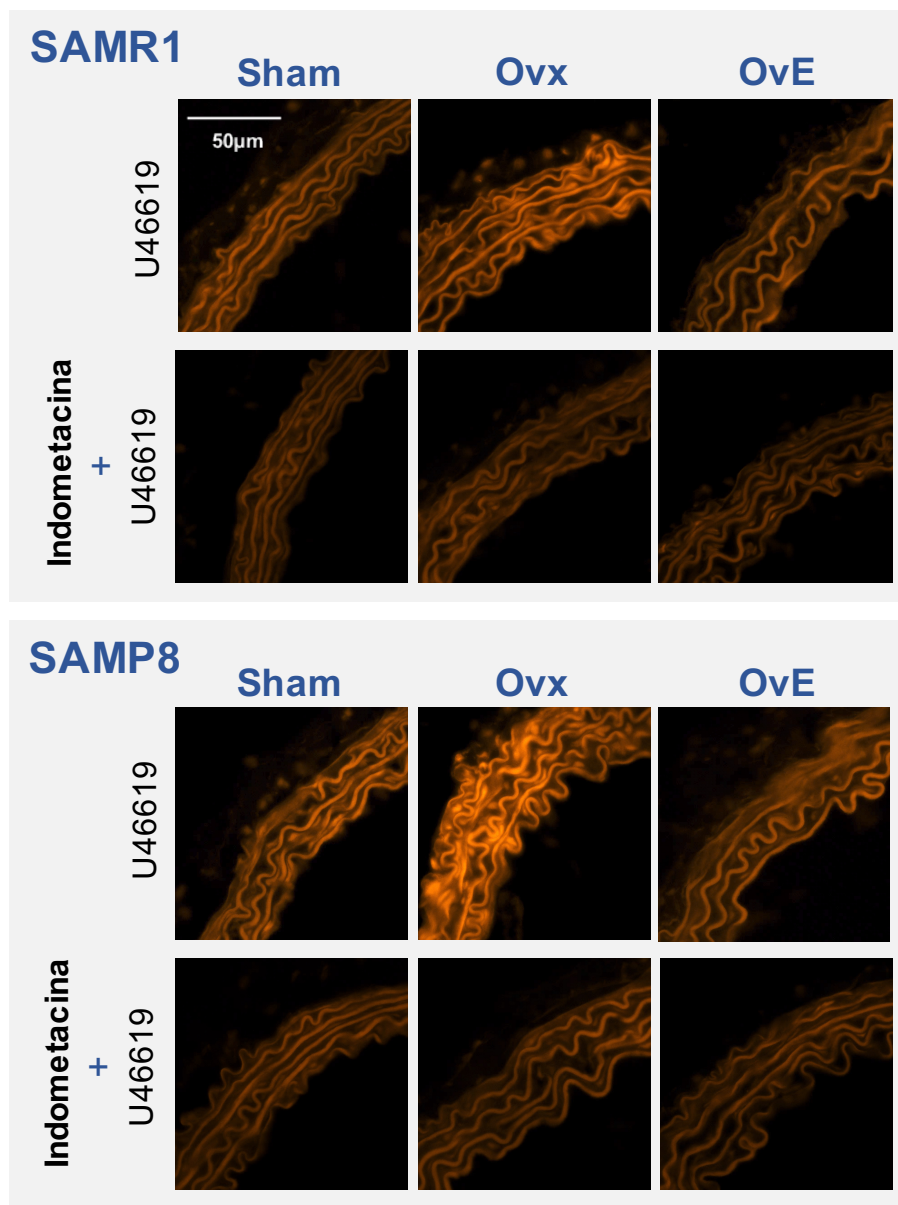 SAMR1
Sham Ovx OvE
50µm
U46619
Indometacina
+
U46619
SAMP8
Sham Ovx OvE
U46619
Indometacina
+
U46619